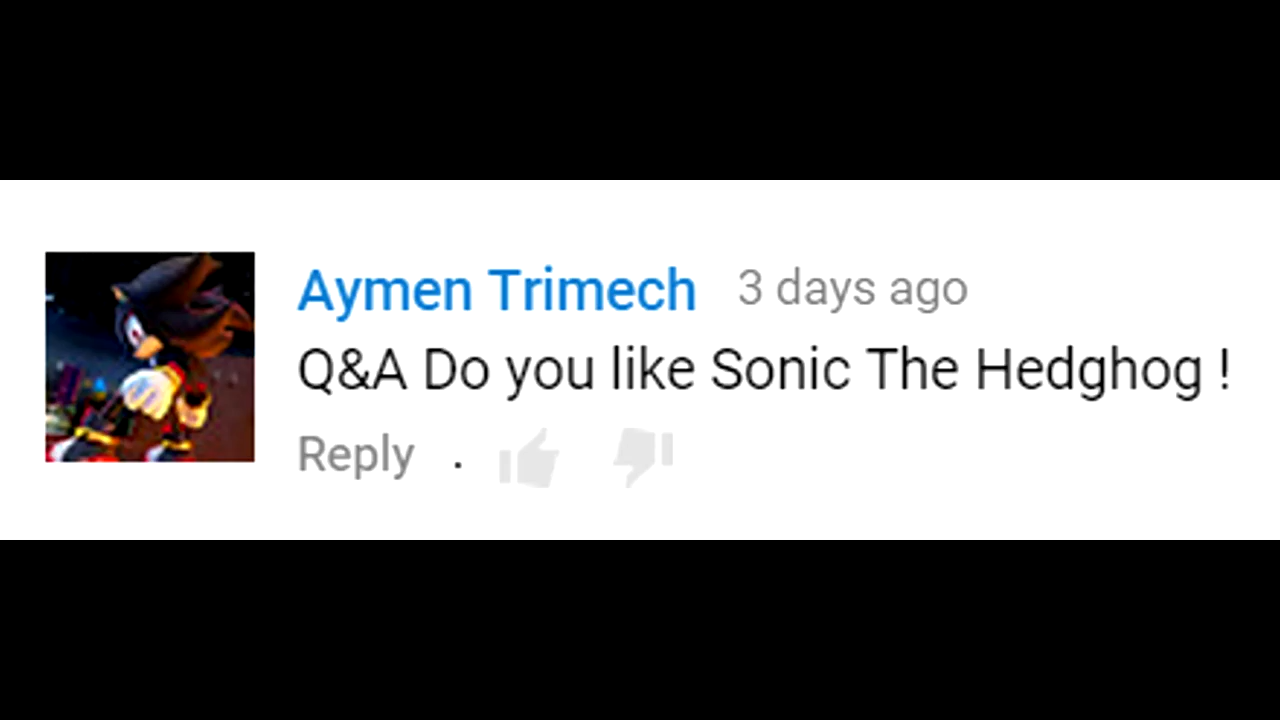 Aymen Trimech 3 days ago
Q&A Do you like Sonic The Hedghog !
Reply .